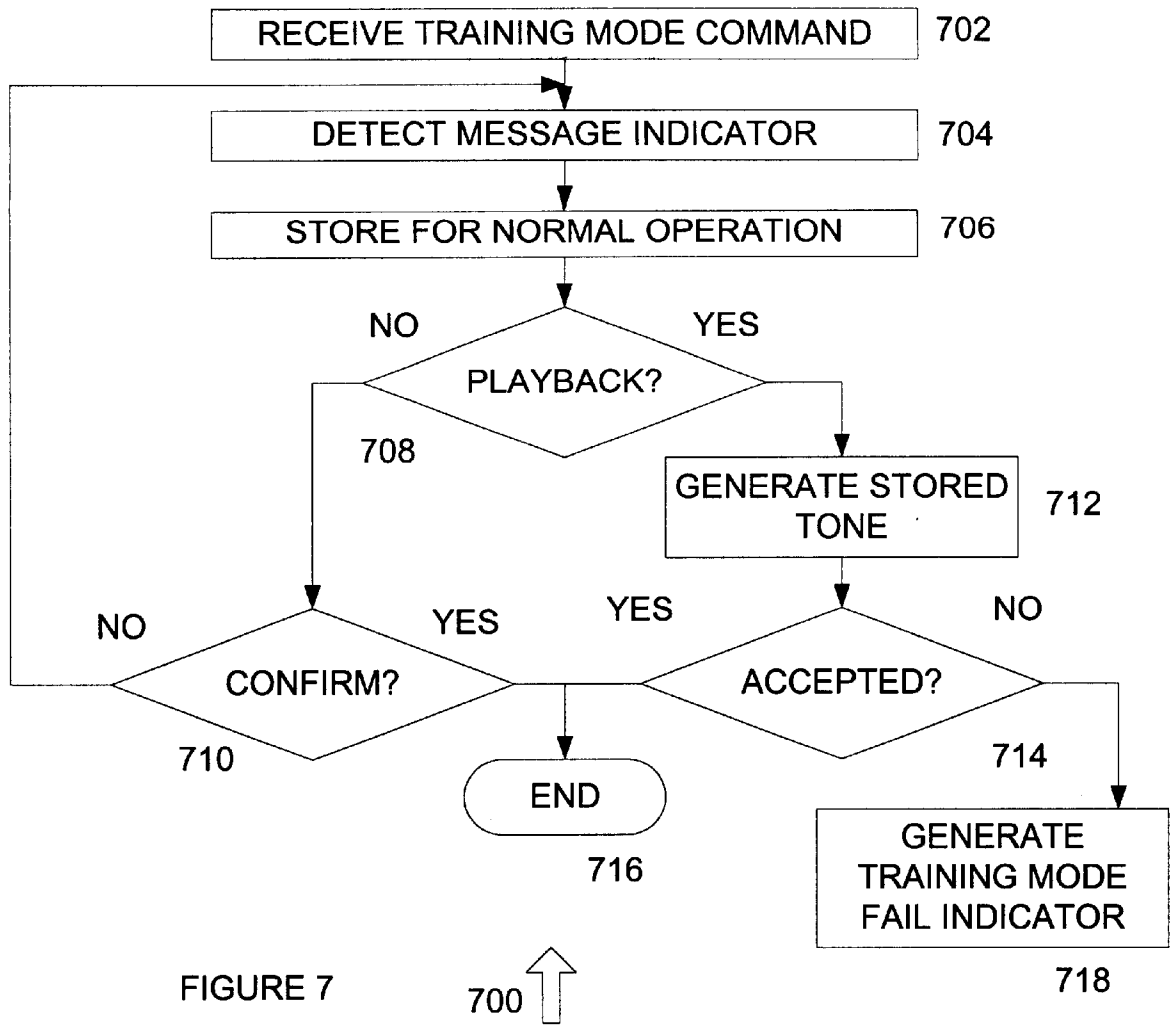 RECEIVE TRAINING MODE COMMAND 702
DETECT MESSAGE INDICATOR 704
STORE FOR NORMAL OPERATION 706
NO YES
PLAYBACK?
708
GENERATE STORED
TONE
712
NO YES YES NO
CONFIRM? ACCEPTED?
710 714
END
716
GENERATE
TRAINING MODE
FAIL INDICATOR
718
FIGURE 7 700